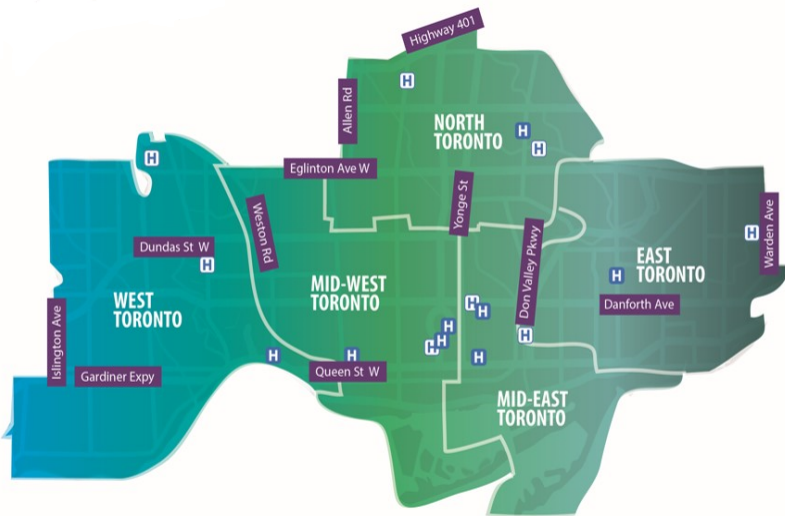 Highway 401
Allen Rd
H
NORTH
TORONTO
H
H
H
Eglinton Ave W
Yonge St
Weston Rd
Don Valley Pkwy
Warden Ave
H
Dundas St W
H
EAST
TORONTO
H
MID-WEST
TORONTO
WEST
TORONTO
Danforth Ave
Islington Ave
H
H
H
H
H
H
H
H
H
Gardiner Expy
Queen St W
MID-EAST
TORONTO